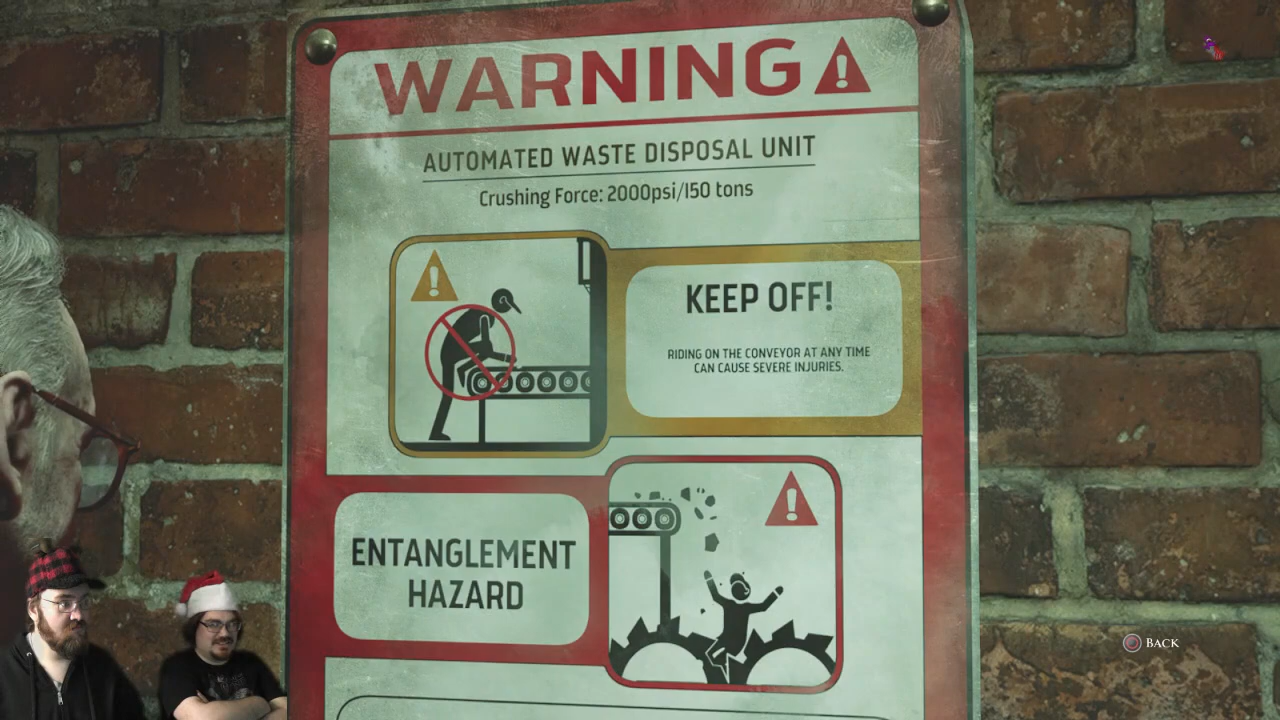 WARNING
AUTOMATED WASTE DISPOSAL UNIT
Crushing Force: 2000psi/150 tons
KEEP OFF!
RIDING ON THE CONVEYOR AT ANY TIME
CAN CAUSE SEVERE INJURIES.
ENTANGLEMENT
HAZARD
BACK